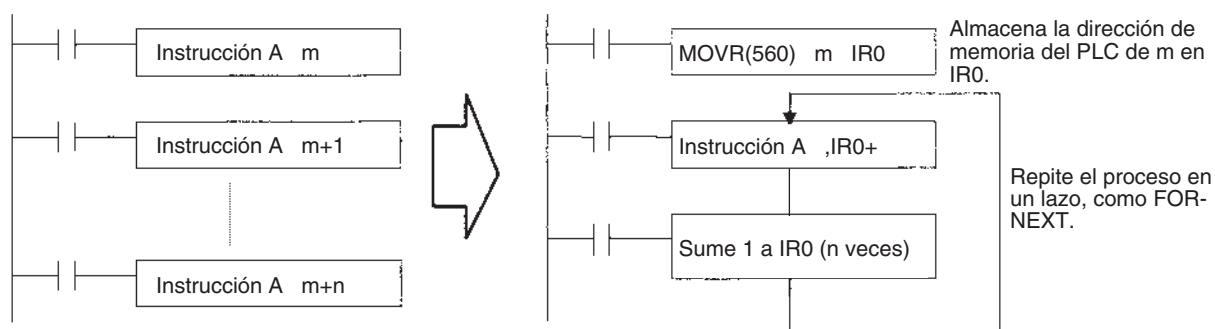 Instrucción A m
Instrucción A m+1
Instrucción A m+n
MOVR(560) m IR0
Almacena la dirección de
memoria del PLC de m en
IR0.
Instrucción A ,IR0+
Sume 1 a IR0 (n veces)
Repite el proceso en
un lazo, como FOR-
NEXT.